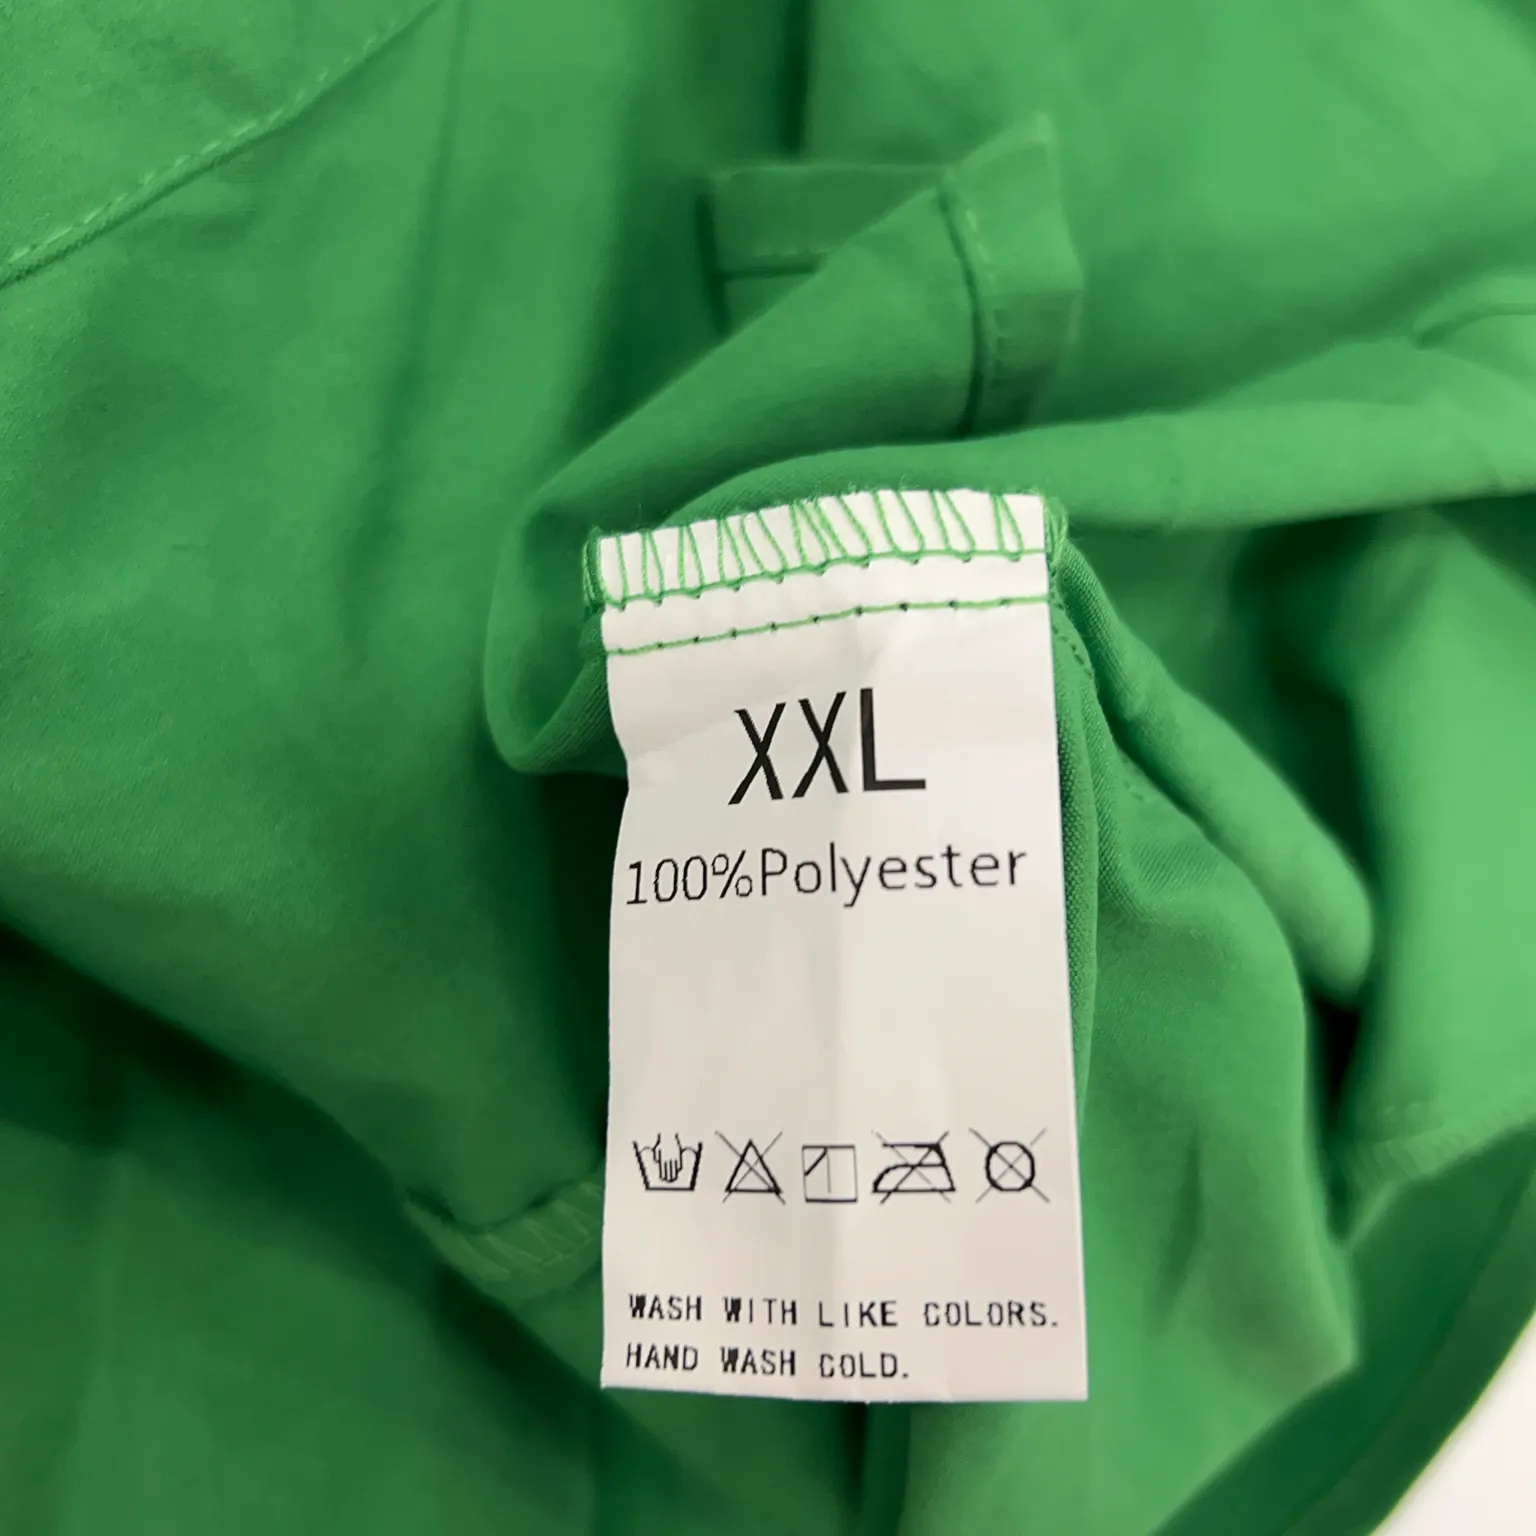 XXL
100%Polyester
WASH WITH LIKE COLORS.
HAND WASH COLD.